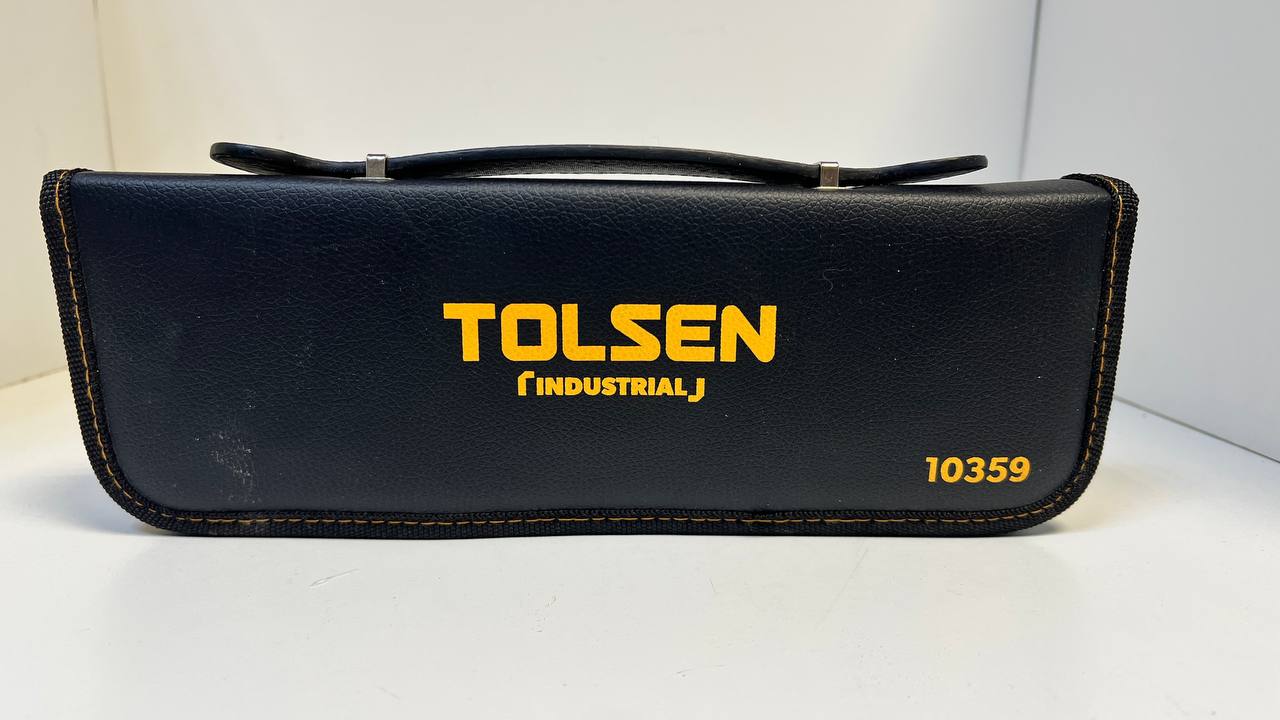 TOLSEN
INDUSTRIAL
10359